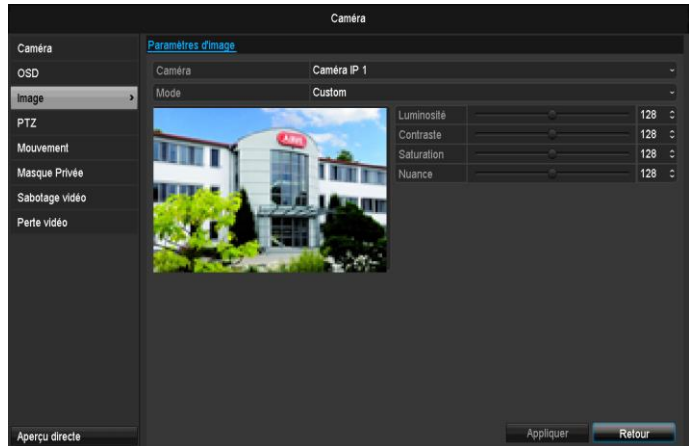 Caméra
Caméra
OSD
Image
PTZ
Mouvement
Masque Privée
Sabotage vidéo
Perte vidéo
Aperçu directe
Paramètres d'image
Caméra Caméra IP 1
Mode Custom
ABUS
Luminosité 128
Contraste 128
Saturation 128
Nuance 128
Appliquer Retour